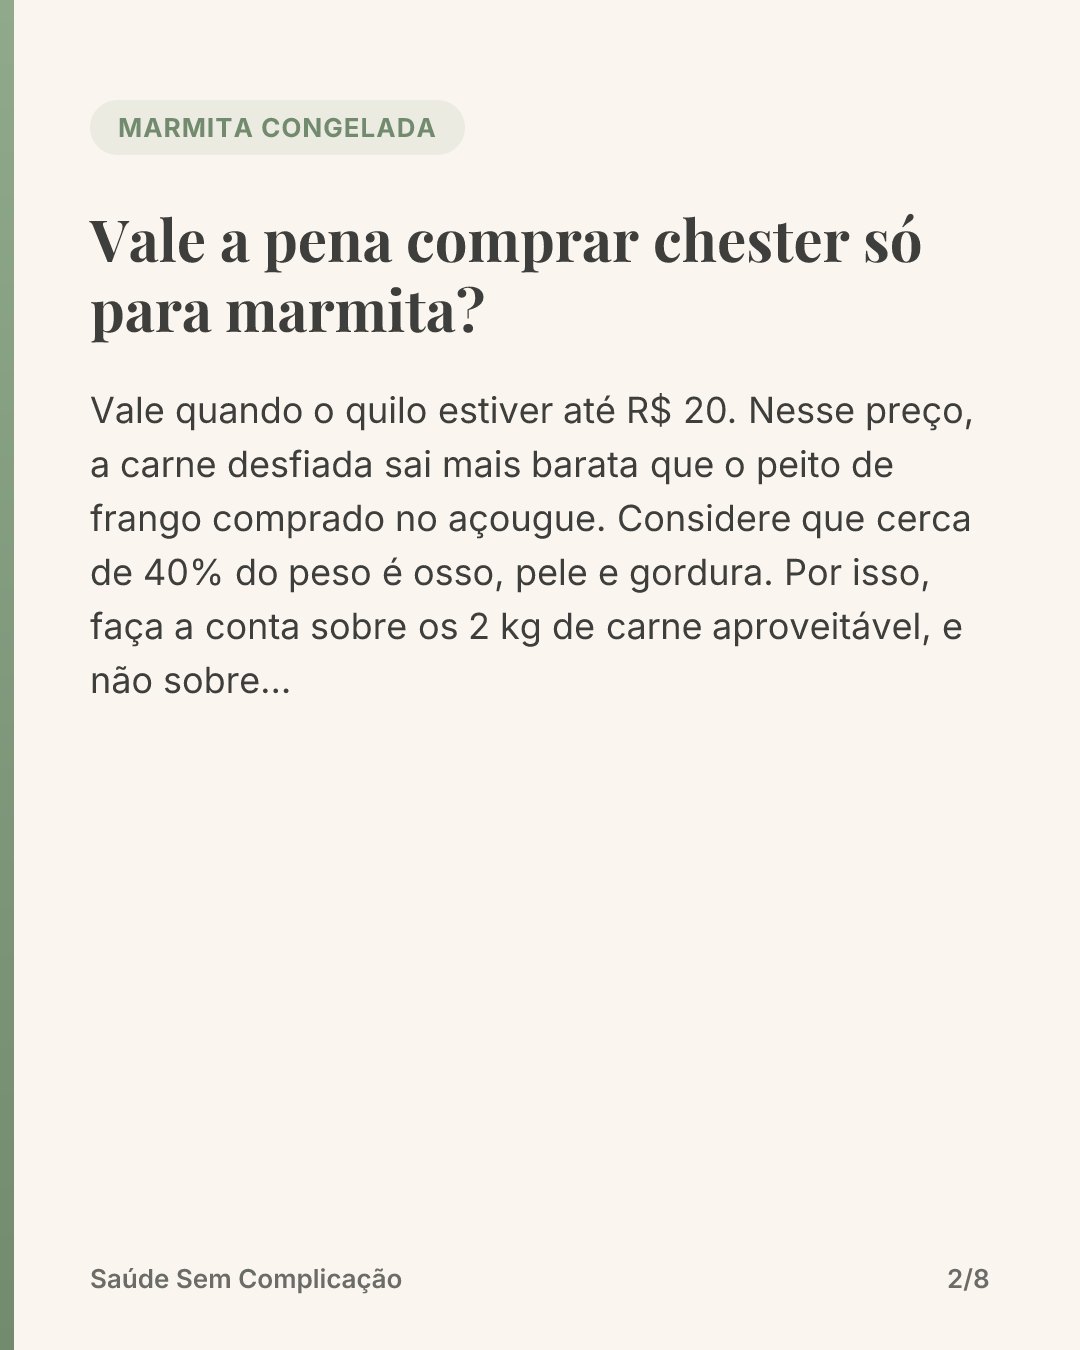 MARMITA CONGELADA
Vale a pena comprar chester só
para marmita?
Vale quando o quilo estiver até R$ 20. Nesse preço,
a carne desfiada sai mais barata que o peito de
frango comprado no açougue. Considere que cerca
de 40% do peso é osso, pele e gordura. Por isso,
faça a conta sobre os 2 kg de carne aproveitável, e
não sobre...
Saúde Sem Complicação
2/8